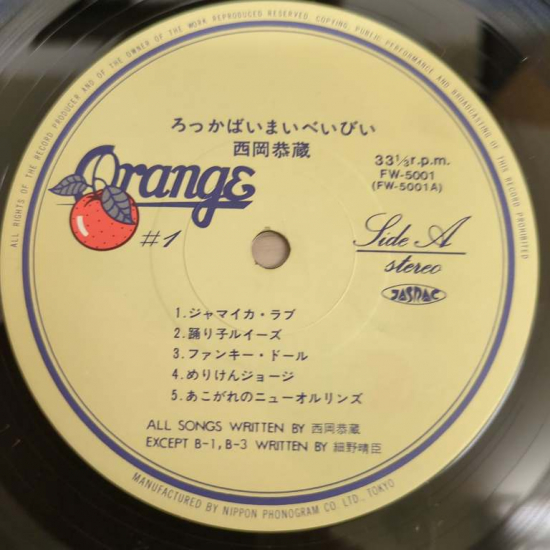 ALL RIGHTS OF THE RECORD PRODUCER AND OF THE OWNER OF THE WORK REPRODUCED RESERVED, COPYING, PUBLIC PERFORMANCE AND BROADCASTING OF THIS RECORD PROHIBITED
ろっかばいまいべいびい
西岡恭蔵
33⅓r.p.m.
FW-5001
(FW-5001A)
Orange
#1
Side A
stereo
JASRAC
1.ジャマイカ・ラブ
2.踊り子ルイーズ
3.ファンキー・ドール
4.めりけんジョージ
5.あこがれのニューオルリンズ
ALL SONGS WRITTEN BY 西岡恭蔵
EXCEPT B-1, B-3 WRITTEN BY 細野晴臣
MANUFACTURED BY NIPPON PHONOGRAM CO. LTD., TOKYO